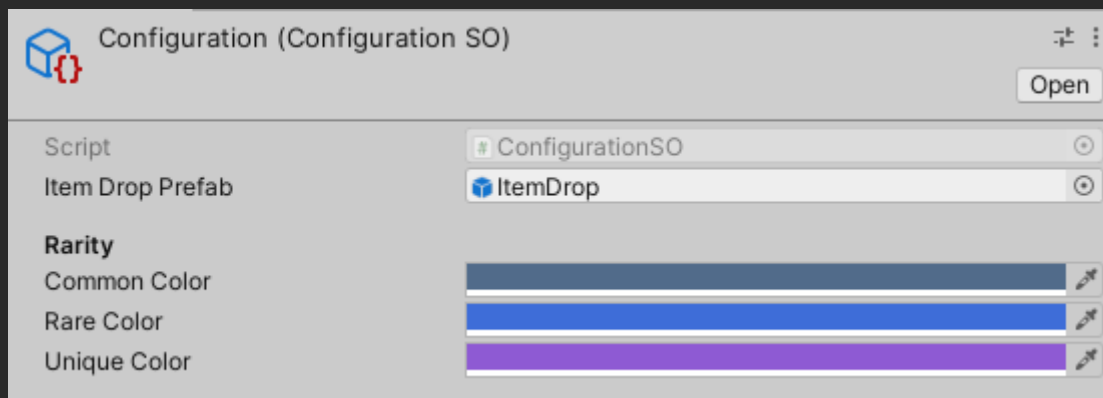 Configuration (Configuration SO)
Open
Script # ConfigurationSO
Item Drop Prefab ItemDrop
Rarity
Common Color
Rare Color
Unique Color